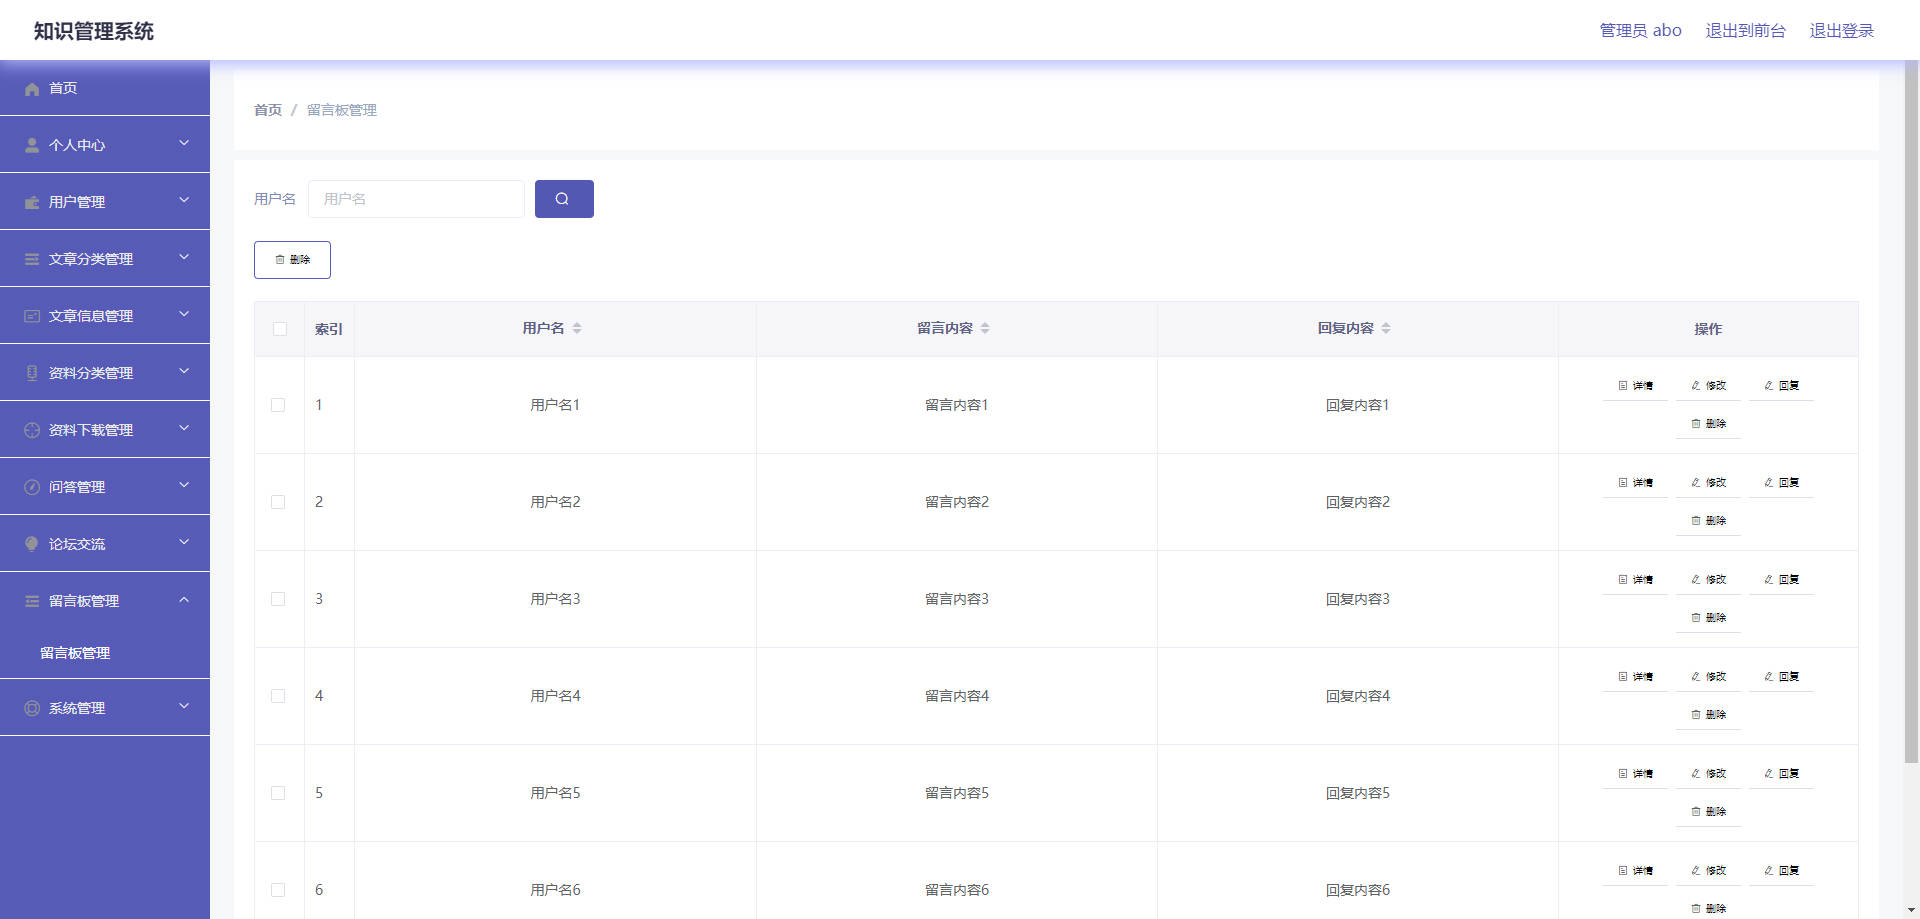 知识管理系统
管理员 abo 退出到前台 退出登录
首页
个人中心
用户管理
文章分类管理
文章信息管理
资料分类管理
资料下载管理
问答管理
论坛交流
留言板管理
留言板管理
系统管理
首页 / 留言板管理
用户名 用户名
删除
索引 用户名 留言内容 回复内容 操作
1 用户名1 留言内容1 回复内容1 详情 修改 回复
删除
2 用户名2 留言内容2 回复内容2 详情 修改 回复
删除
3 用户名3 留言内容3 回复内容3 详情 修改 回复
删除
4 用户名4 留言内容4 回复内容4 详情 修改 回复
删除
5 用户名5 留言内容5 回复内容5 详情 修改 回复
删除
6 用户名6 留言内容6 回复内容6 详情 修改 回复
删除